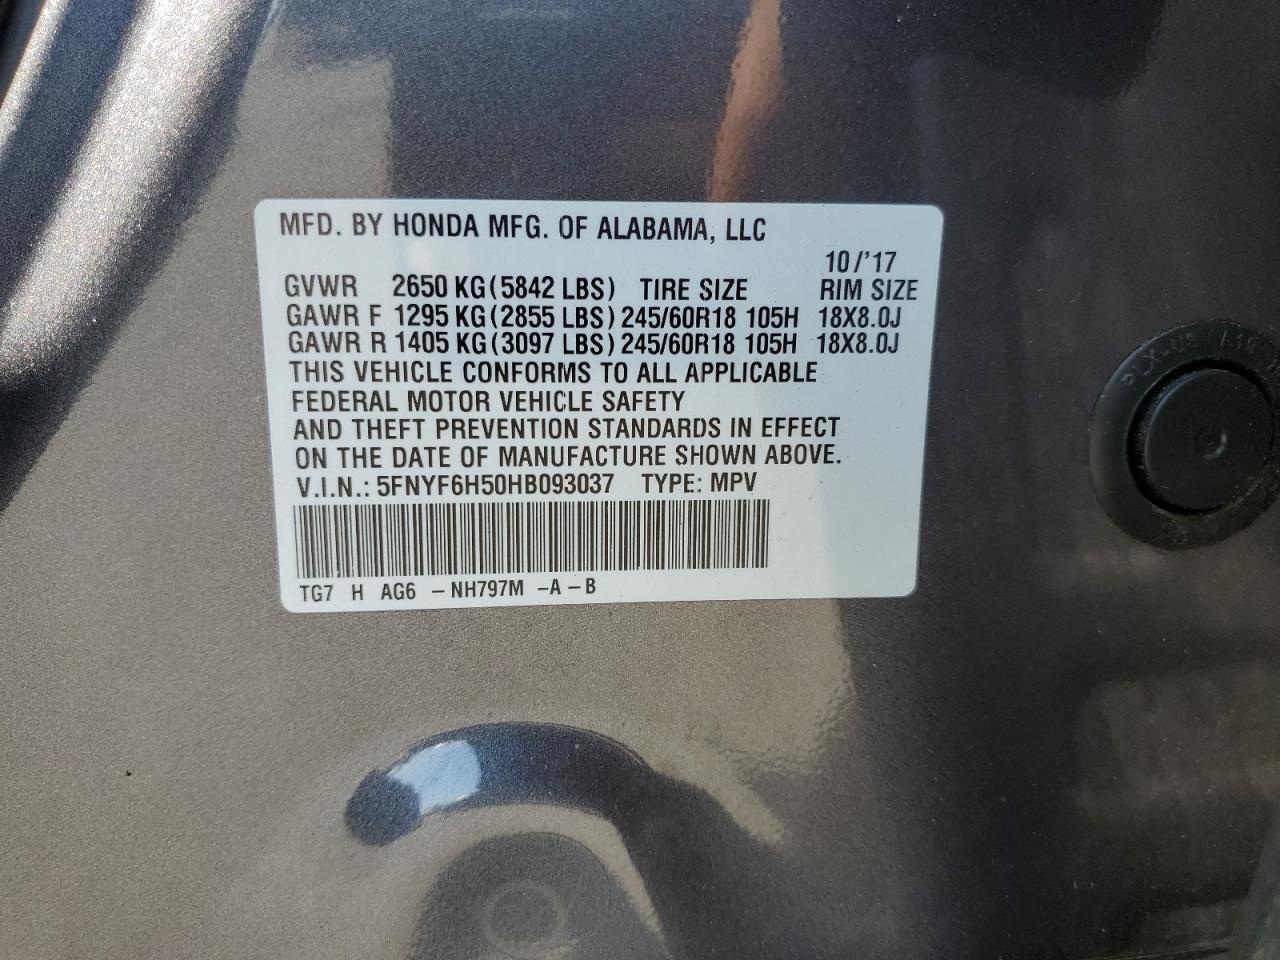 MFD. BY HONDA MFG. OF ALABAMA, LLC
10/'17
GVWR 2650 KG (5842 LBS) TIRE SIZE RIM SIZE
GAWR F 1295 KG (2855 LBS) 245/60R18 105H 18X8.0J
GAWR R 1405 KG (3097 LBS) 245/60R18 105H 18X8.0J
THIS VEHICLE CONFORMS TO ALL APPLICABLE
FEDERAL MOTOR VEHICLE SAFETY
AND THEFT PREVENTION STANDARDS IN EFFECT
ON THE DATE OF MANUFACTURE SHOWN ABOVE.
V.I.N.: 5FNYF6H50HB093037 TYPE: MPV
TG7 H AG6 -NH797M -A-B